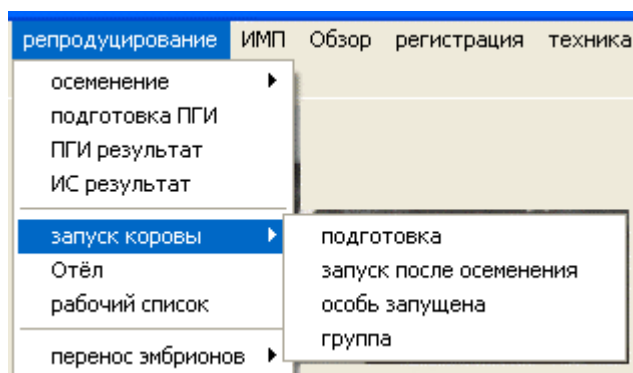 репродуцирование ИМП Обзор регистрация техника
осеменение
подготовка ПГИ
ПГИ результат
ИС результат
запуск коровы
подготовка
Отёл
запуск после осеменения
рабочий список
особь запущена
группа
перенос эмбрионов